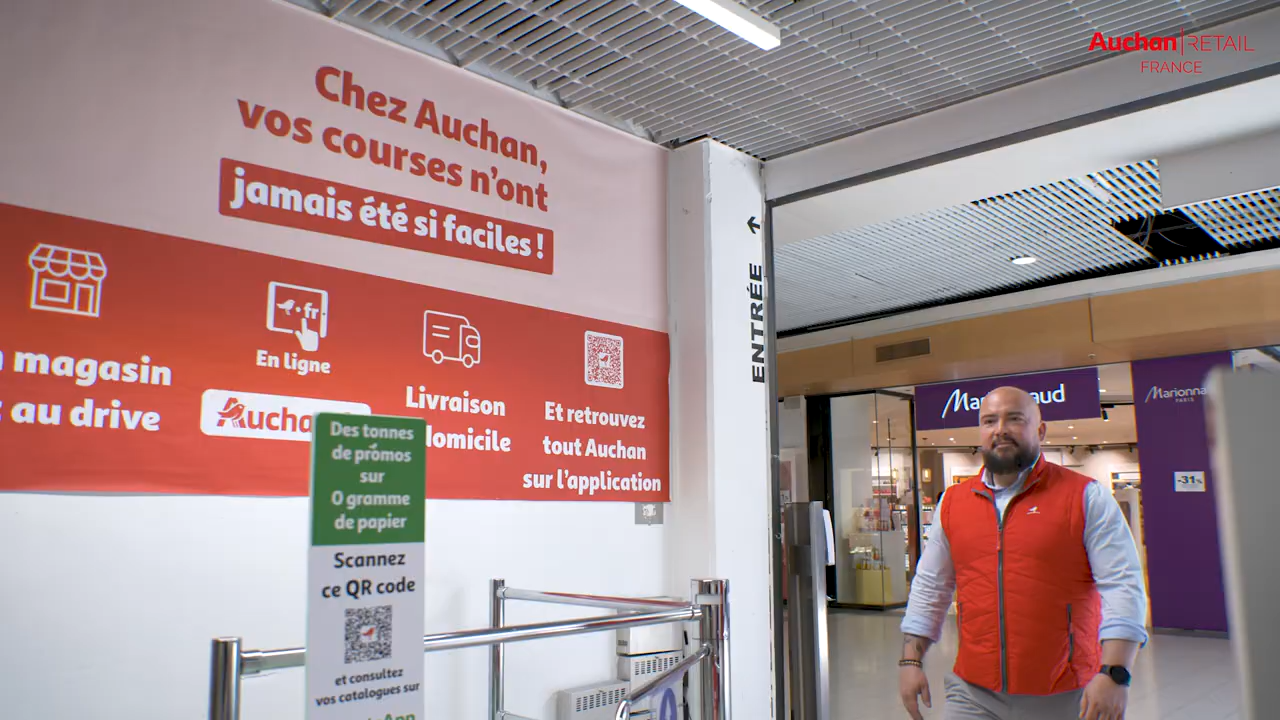 Auchan|RETAIL
FRANCE
Chez Auchan,
vos courses n'ont
jamais été si faciles !
magasin
au drive
.fr
En ligne
Livraison
domicile
Et retrouvez
tout Auchan
sur l'application
ENTRÉE
Des tonnes
de promos
sur
0 gramme
de papier
Scannez
ce QR code
et consultez
vos catalogues sur
Marionnaud
PARIS
-31%